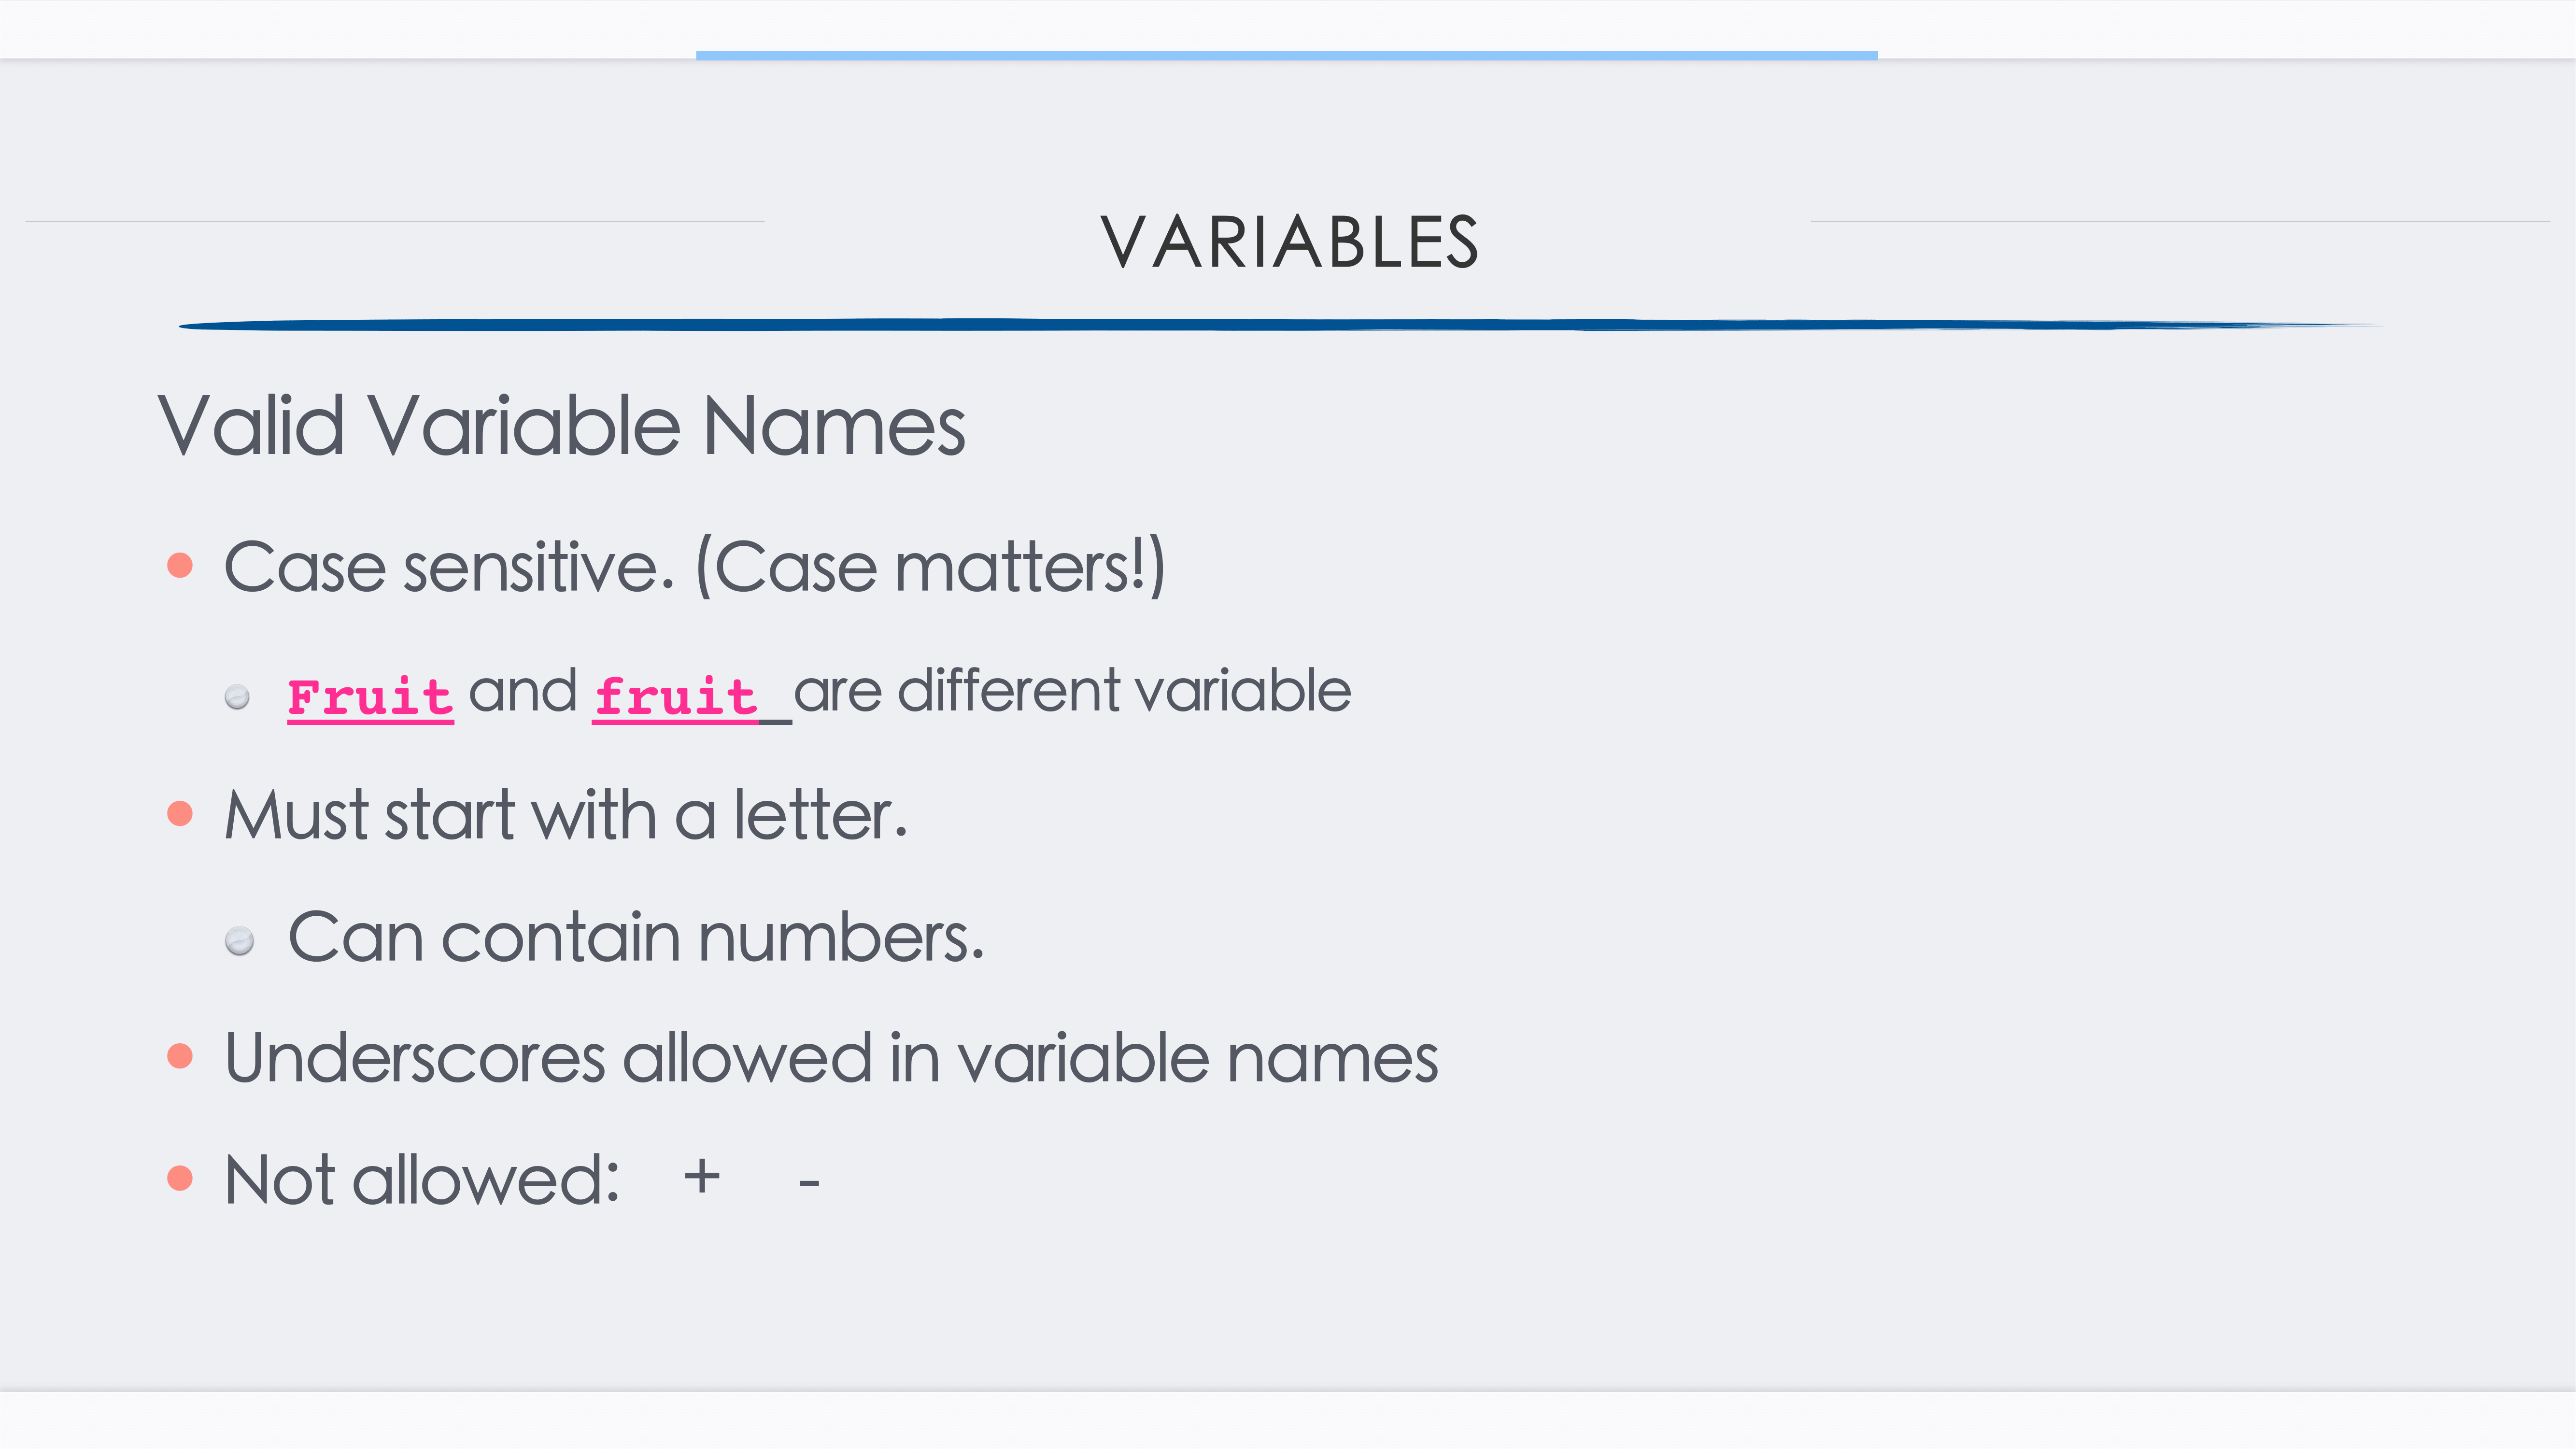 VARIABLES
Valid Variable Names
• Case sensitive. (Case matters!)
Fruit and fruit are different variable
• Must start with a letter.
Can contain numbers.
• Underscores allowed in variable names
• Not allowed: + -